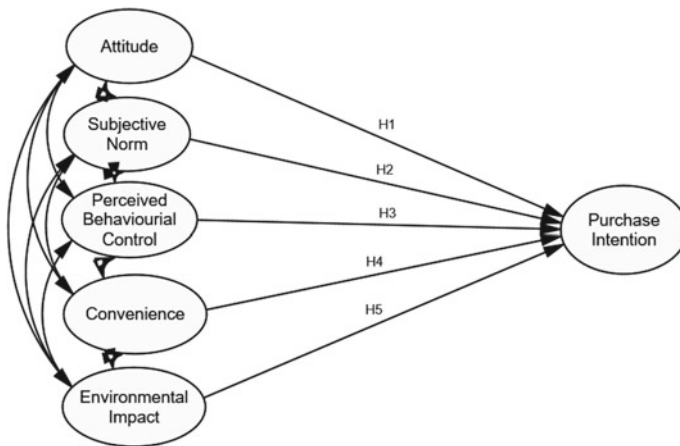 Attitude
H1
Subjective
Norm
H2
Perceived
Behaviourial
Control
H3
Purchase
Intention
H4
Convenience
H5
Environmental
Impact